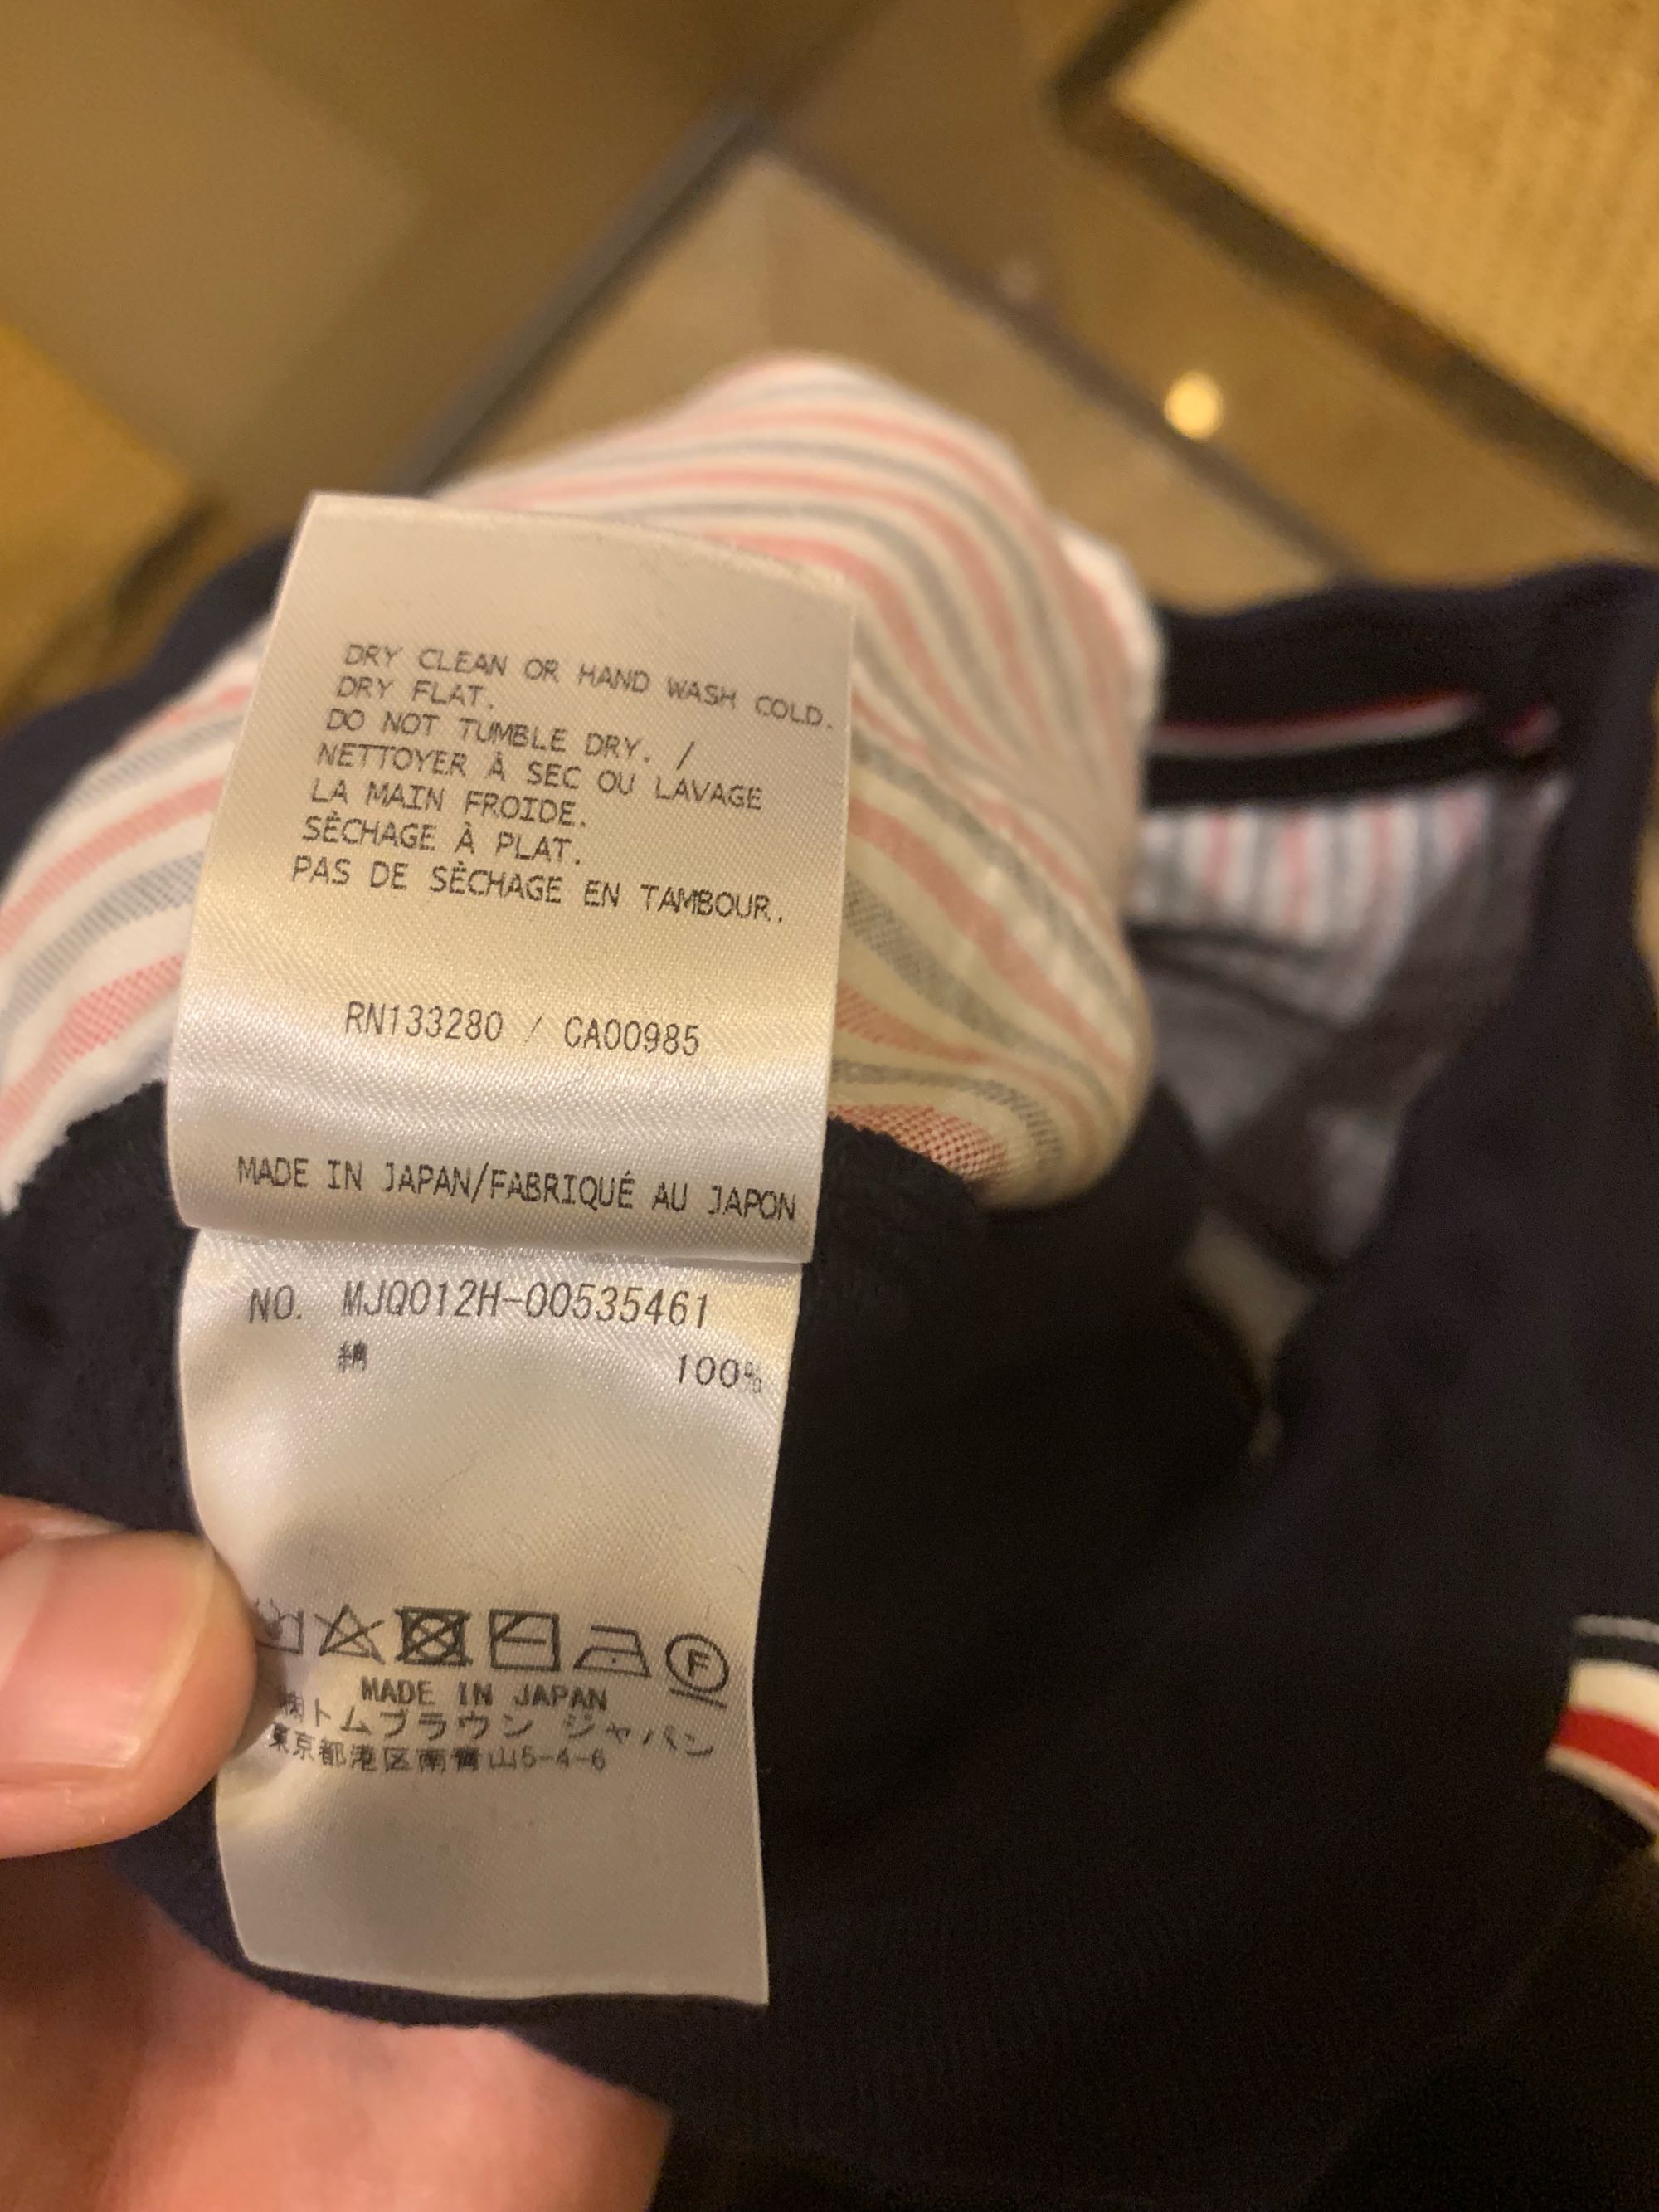 DRY CLEAN OR HAND WASH COLD.
DRY FLAT.
DO NOT TUMBLE DRY. /
NETTOYER À SEC OU LAVAGE
LA MAIN FROIDE.
SÈCHAGE À PLAT.
PAS DE SÈCHAGE EN TAMBOUR.
RN133280 / CA00985
MADE IN JAPAN/FABRIQUÉ AU JAPON
NO. MJQ012H-00535461
綿 100%
F
MADE IN JAPAN
㈱トムブラウン ジャパン
東京都港区南青山5-4-6